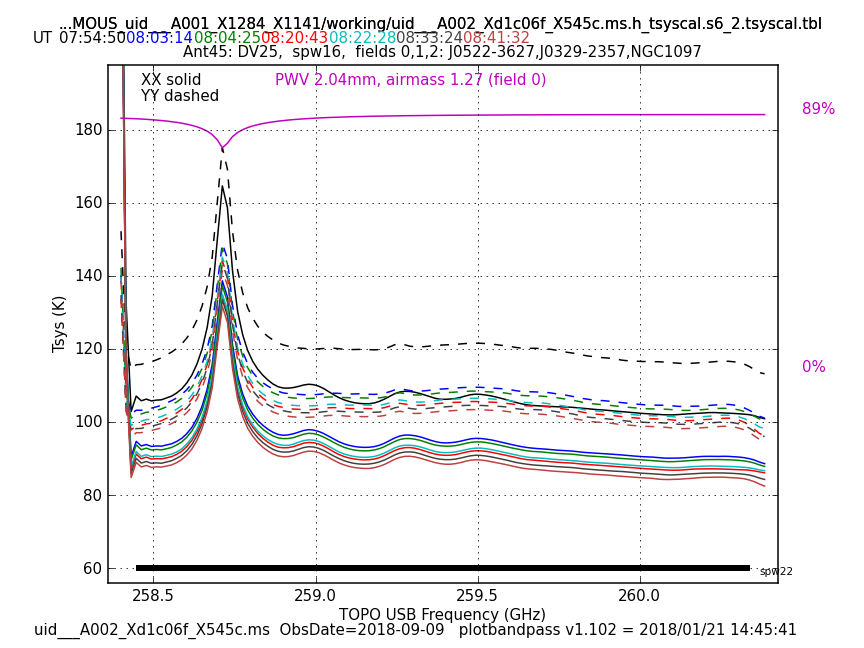 ...MOUS_uid___A001_X1284_X1141/working/uid___A002_Xd1c06f_X545c.ms.h_tsyscal.s6_2.tsyscal.tbl
UT 07:54:50 08:03:14 08:04:25 08:20:43 08:22:28 08:33:24 08:41:32
Ant45: DV25, spw16, fields 0,1,2: J0522-3627,J0329-2357,NGC1097
XX solid
YY dashed
PWV 2.04mm, airmass 1.27 (field 0)
89%
0%
180
160
140
120
100
80
60
Tsys (K)
spw22
258.5 259.0 259.5 260.0
TOPO USB Frequency (GHz)
uid___A002_Xd1c06f_X545c.ms ObsDate=2018-09-09 plotbandpass v1.102 = 2018/01/21 14:45:41